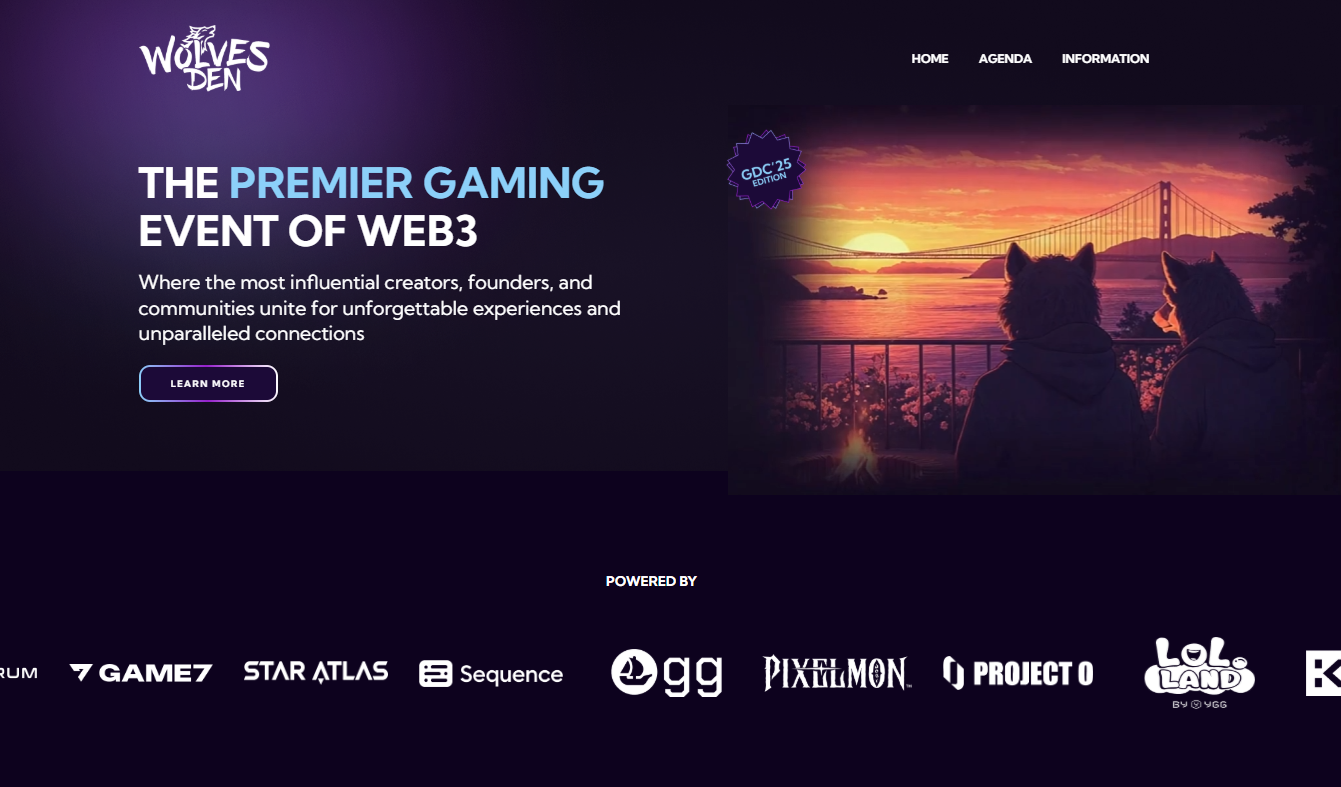 WOLVES
DEN
HOME AGENDA INFORMATION
GDC'25
EDITION
THE PREMIER GAMING
EVENT OF WEB3
Where the most influential creators, founders, and
communities unite for unforgettable experiences and
unparalleled connections
LEARN MORE
POWERED BY
RUM GAME7 STAR ATLAS Sequence gg PIXELMON™ PROJECT O LOL LAND
BY YGG